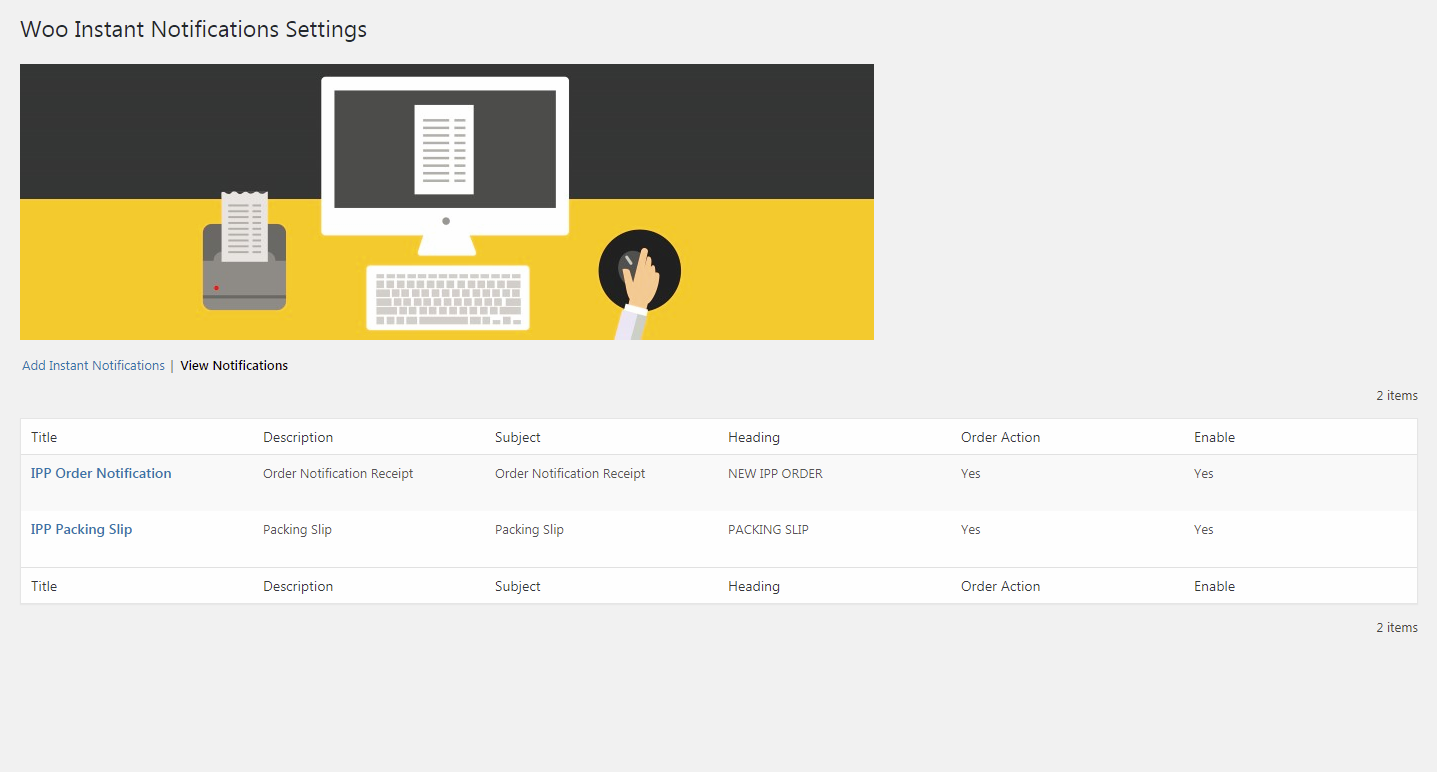 Woo Instant Notifications Settings
Add Instant Notifications | View Notifications
2 items
Title Description Subject Heading Order Action Enable
IPP Order Notification Order Notification Receipt Order Notification Receipt NEW IPP ORDER Yes Yes
IPP Packing Slip Packing Slip Packing Slip PACKING SLIP Yes Yes
Title Description Subject Heading Order Action Enable
2 items